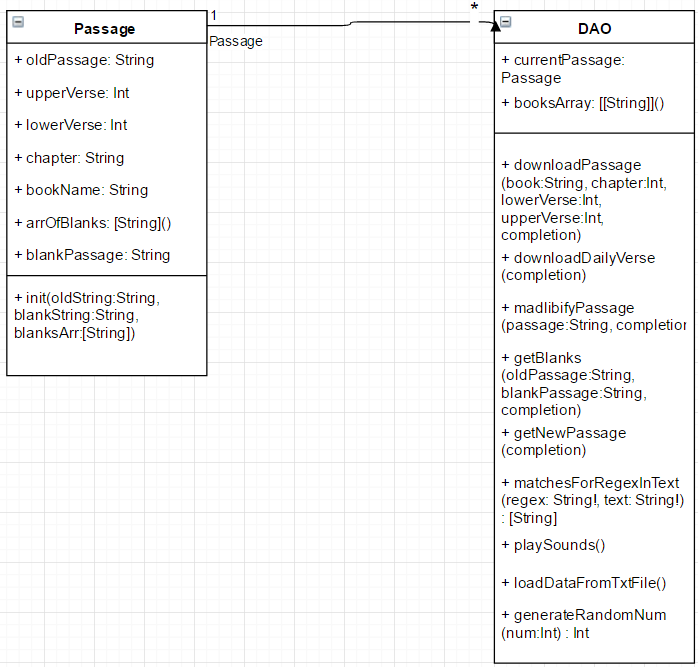 Passage
+ oldPassage: String
+ upperVerse: Int
+ lowerVerse: Int
+ chapter: String
+ bookName: String
+ arrOfBlanks: [String]()
+ blankPassage: String
+ init(oldString:String,
blankString:String,
blanksArr:[String])
1
*
Passage
DAO
+ currentPassage:
Passage
+ booksArray: [[String]]()
+ downloadPassage
(book:String, chapter:Int,
lowerVerse:Int,
upperVerse:Int,
completion)
+ downloadDailyVerse
(completion)
+ madlibifyPassage
(passage:String, completion
+ getBlanks
(oldPassage:String,
blankPassage:String,
completion)
+ getNewPassage
(completion)
+ matchesForRegexInText
(regex: String!, text: String!)
: [String]
+ playSounds()
+ loadDataFromTxtFile()
+ generateRandomNum
(num:Int) : Int